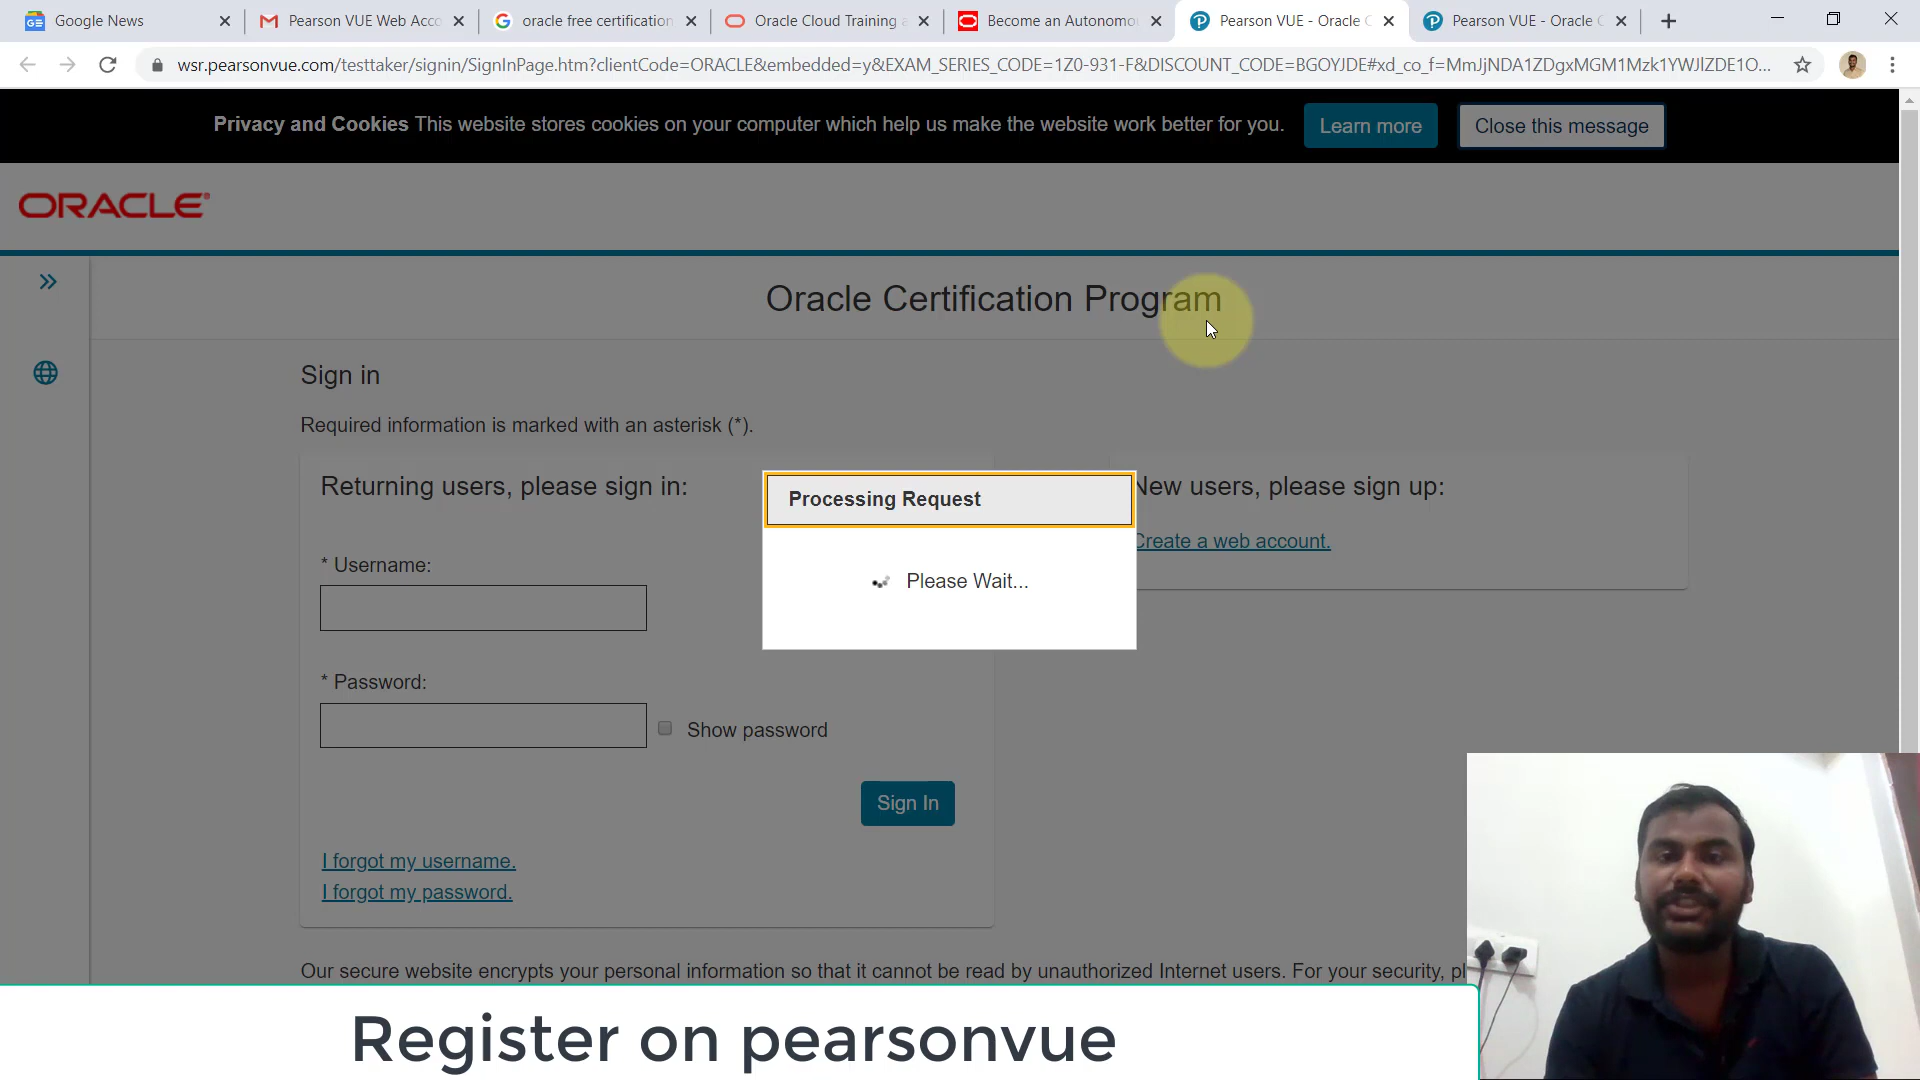 Google News
Pearson VUE Web Acc
oracle free certification
Oracle Cloud Training
Become an Autonomo
Pearson VUE - Oracle C
Pearson VUE - Oracle C
wsr.pearsonvue.com/testtaker/signin/SignInPage.htm?clientCode=ORACLE&embedded=y&EXAM_SERIES_CODE=1Z0-931-F&DISCOUNT_CODE=BGOYJDE#xd_co_f=MmJjNDA1ZDgxMGM1Mzk1YWJlZDE1O...
Privacy and Cookies This website stores cookies on your computer which help us make the website work better for you.
Learn more
Close this message
ORACLE
Oracle Certification Program
Sign in
Required information is marked with an asterisk (*).
Returning users, please sign in:
New users, please sign up:
Processing Request
Create a web account.
* Username:
Please Wait...
* Password:
Show password
Sign In
I forgot my username.
I forgot my password.
Our secure website encrypts your personal information so that it cannot be read by unauthorized Internet users. For your security, pl
Register on pearsonvue